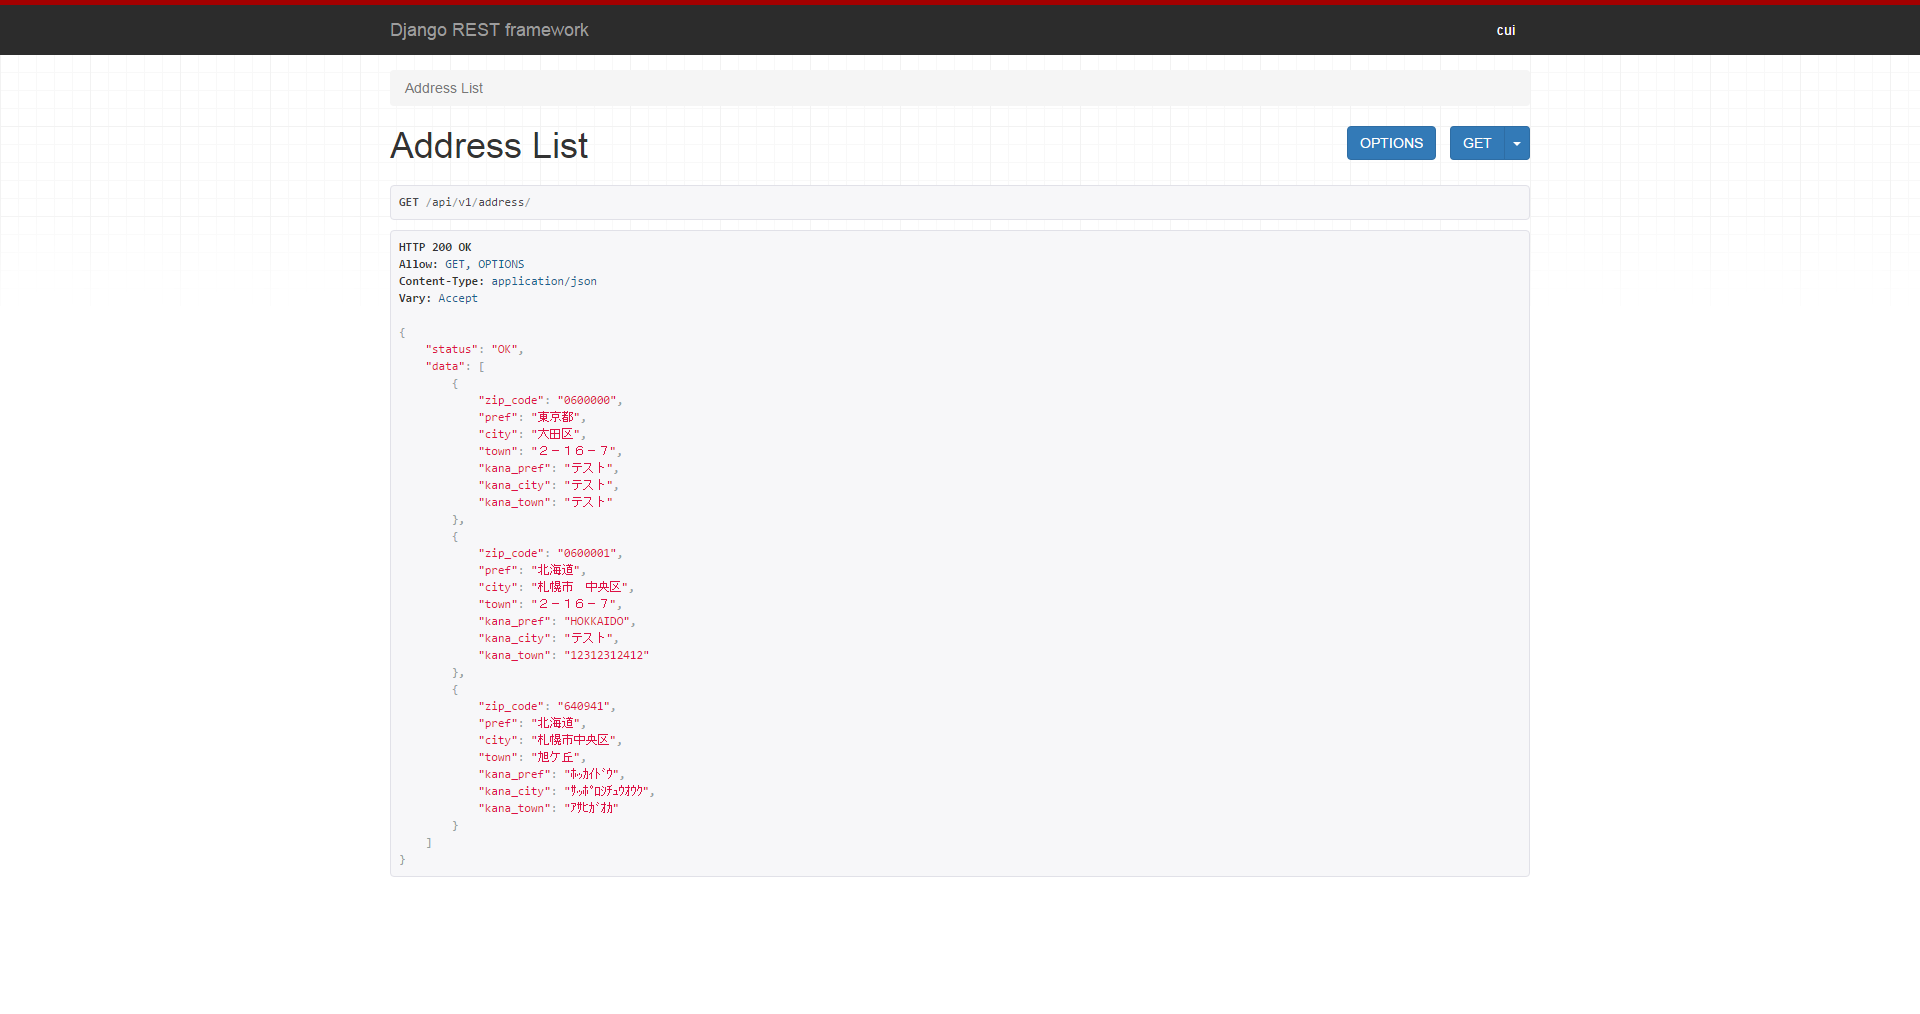 Django REST framework
cui
Address List
Address List
OPTIONS
GET
GET /api/v1/address/
HTTP 200 OK
Allow: GET, OPTIONS
Content-Type: application/json
Vary: Accept
{
    "status": "OK",
    "data": [
        {
            "zip_code": "0600000",
            "pref": "東京都",
            "city": "大田区",
            "town": "２－１６－７",
            "kana_pref": "テスト",
            "kana_city": "テスト",
            "kana_town": "テスト"
        },
        {
            "zip_code": "0600001",
            "pref": "北海道",
            "city": "札幌市　中央区",
            "town": "２－１６－７",
            "kana_pref": "HOKKAIDO",
            "kana_city": "テスト",
            "kana_town": "12312312412"
        },
        {
            "zip_code": "640941",
            "pref": "北海道",
            "city": "札幌市中央区",
            "town": "旭ケ丘",
            "kana_pref": "ﾎｯｶｲﾄﾞｳ",
            "kana_city": "ｻｯﾎﾟﾛｼﾁｭｳｵｳｸ",
            "kana_town": "ｱｻﾋｶﾞｵｶ"
        }
    ]
}